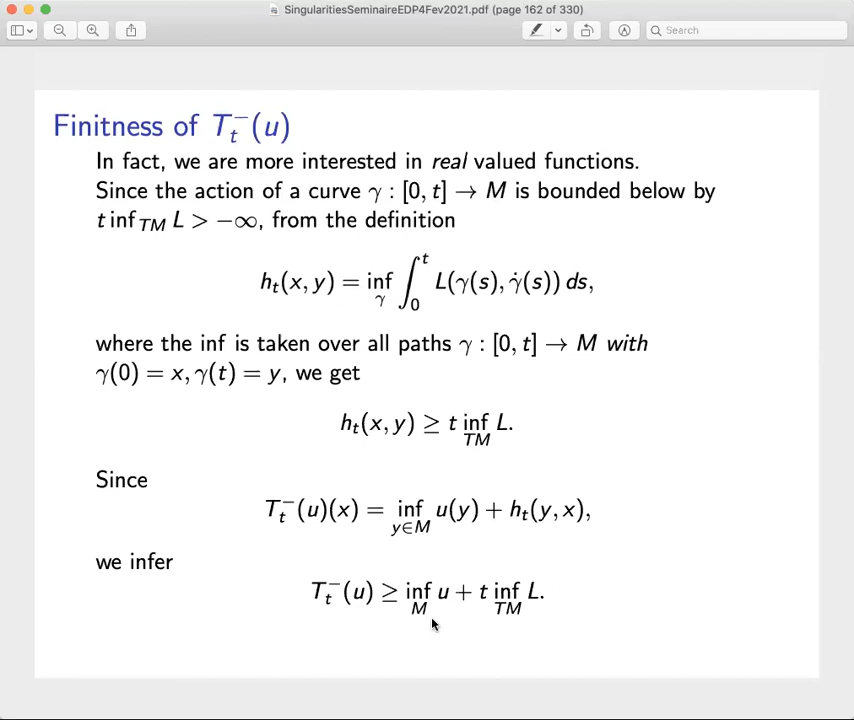 SingularitiesSeminaireEDP4Fev2021.pdf (page 162 of 330)
Search
Finitness of T_t^-(u)
In fact, we are more interested in real valued functions.
Since the action of a curve γ : [0, t] → M is bounded below by
t inf_{TM} L > −∞, from the definition
h_t(x, y) = inf_γ ∫_0^t L(γ(s), γ̇(s)) ds,
where the inf is taken over all paths γ : [0, t] → M with
γ(0) = x, γ(t) = y, we get
h_t(x, y) ≥ t inf_{TM} L.
Since
T_t^-(u)(x) = inf_{y∈M} u(y) + h_t(y, x),
we infer
T_t^-(u) ≥ inf_M u + t inf_{TM} L.